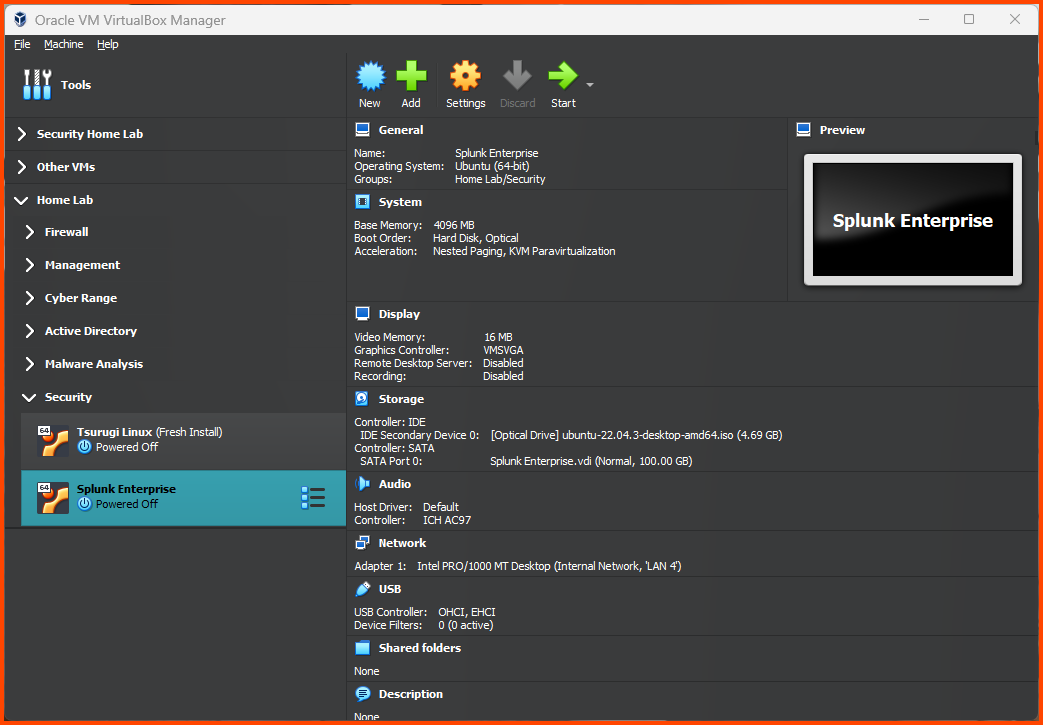 Oracle VM VirtualBox Manager
File Machine Help
Tools
New Add Settings Discard Start
Security Home Lab
Other VMs
Home Lab
Firewall
Management
Cyber Range
Active Directory
Malware Analysis
Security
64
Tsurugi Linux (Fresh Install)
Powered Off
64
Splunk Enterprise
Powered Off
General
Name: Splunk Enterprise
Operating System: Ubuntu (64-bit)
Groups: Home Lab/Security
Preview
Splunk Enterprise
System
Base Memory: 4096 MB
Boot Order: Hard Disk, Optical
Acceleration: Nested Paging, KVM Paravirtualization
Display
Video Memory: 16 MB
Graphics Controller: VMSVGA
Remote Desktop Server: Disabled
Recording: Disabled
Storage
Controller: IDE
IDE Secondary Device 0: [Optical Drive] ubuntu-22.04.3-desktop-amd64.iso (4.69 GB)
Controller: SATA
SATA Port 0: Splunk Enterprise.vdi (Normal, 100.00 GB)
Audio
Host Driver: Default
Controller: ICH AC97
Network
Adapter 1: Intel PRO/1000 MT Desktop (Internal Network, 'LAN 4')
USB
USB Controller: OHCI, EHCI
Device Filters: 0 (0 active)
Shared folders
None
Description
None